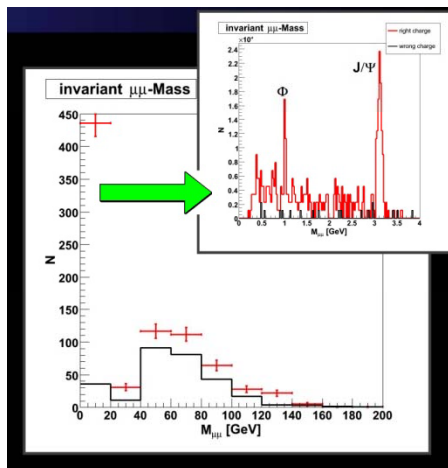 invariant μμ-Mass
right charge
wrong charge
×10³
2.4
2.2
2
1.8
1.6
1.4
1.2
1
0.8
0.6
0.4
0.2
0
N
Φ
J/Ψ
0 0.5 1 1.5 2 2.5 3 3.5 4
M μμ [GeV]
invariant μμ-Mass
450
400
350
300
250
200
150
100
50
0
N
0 20 40 60 80 100 120 140 160 180 200
M μμ [GeV]